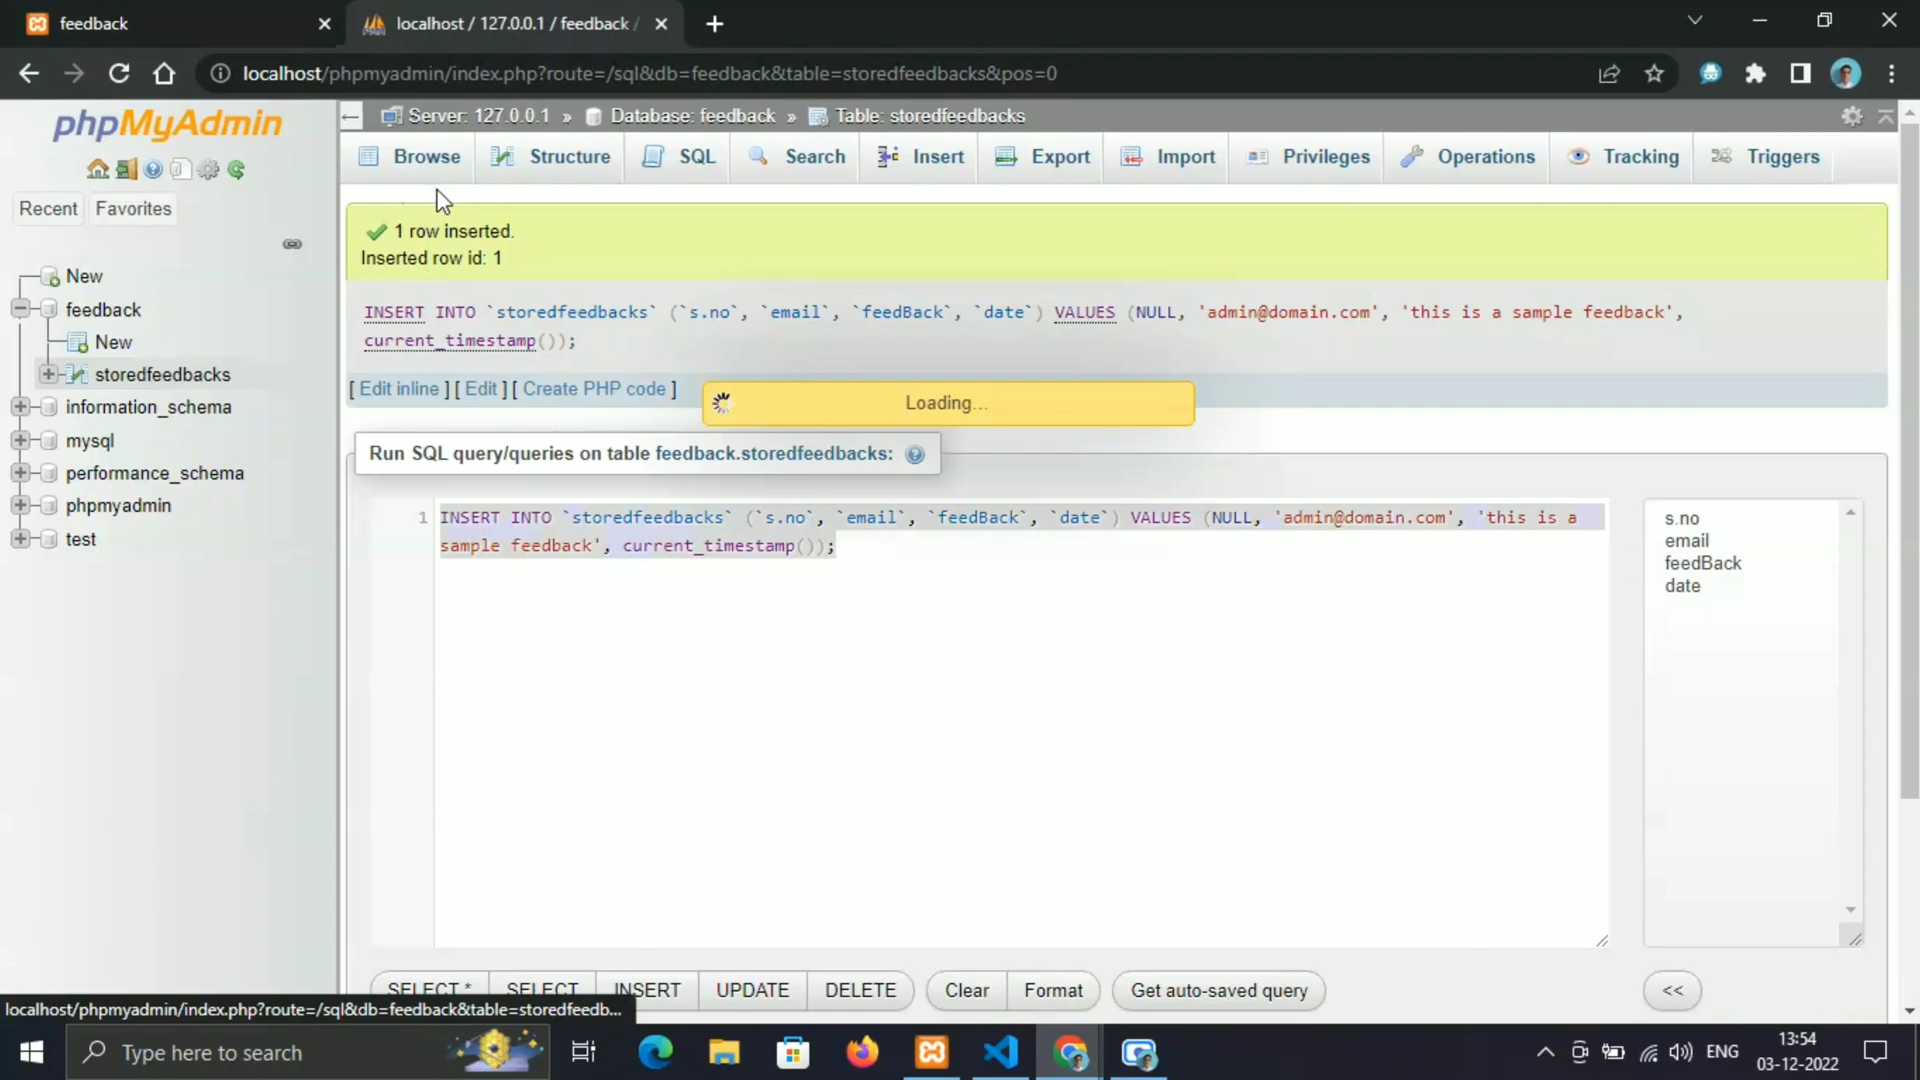 feedback
localhost / 127.0.0.1 / feedback /
localhost/phpmyadmin/index.php?route=/sql&db=feedback&table=storedfeedbacks&pos=0
phpMyAdmin
Recent Favorites
New
feedback
New
storedfeedbacks
information_schema
mysql
performance_schema
phpmyadmin
test
Server: 127.0.0.1 » Database: feedback » Table: storedfeedbacks
Browse Structure SQL Search Insert Export Import Privileges Operations Tracking Triggers
1 row inserted.
Inserted row id: 1
INSERT INTO `storedfeedbacks` (`s.no`, `email`, `feedBack`, `date`) VALUES (NULL, 'admin@domain.com', 'this is a sample feedback',
current_timestamp());
[ Edit inline ] [ Edit ] [ Create PHP code ]
Loading...
Run SQL query/queries on table feedback.storedfeedbacks:
1 INSERT INTO `storedfeedbacks` (`s.no`, `email`, `feedBack`, `date`) VALUES (NULL, 'admin@domain.com', 'this is a
sample feedback', current_timestamp());
s.no
email
feedBack
date
SELECT * SELECT INSERT UPDATE DELETE Clear Format Get auto-saved query <<
localhost/phpmyadmin/index.php?route=/sql&db=feedback&table=storedfeedb...
Type here to search
ENG
13:54
03-12-2022